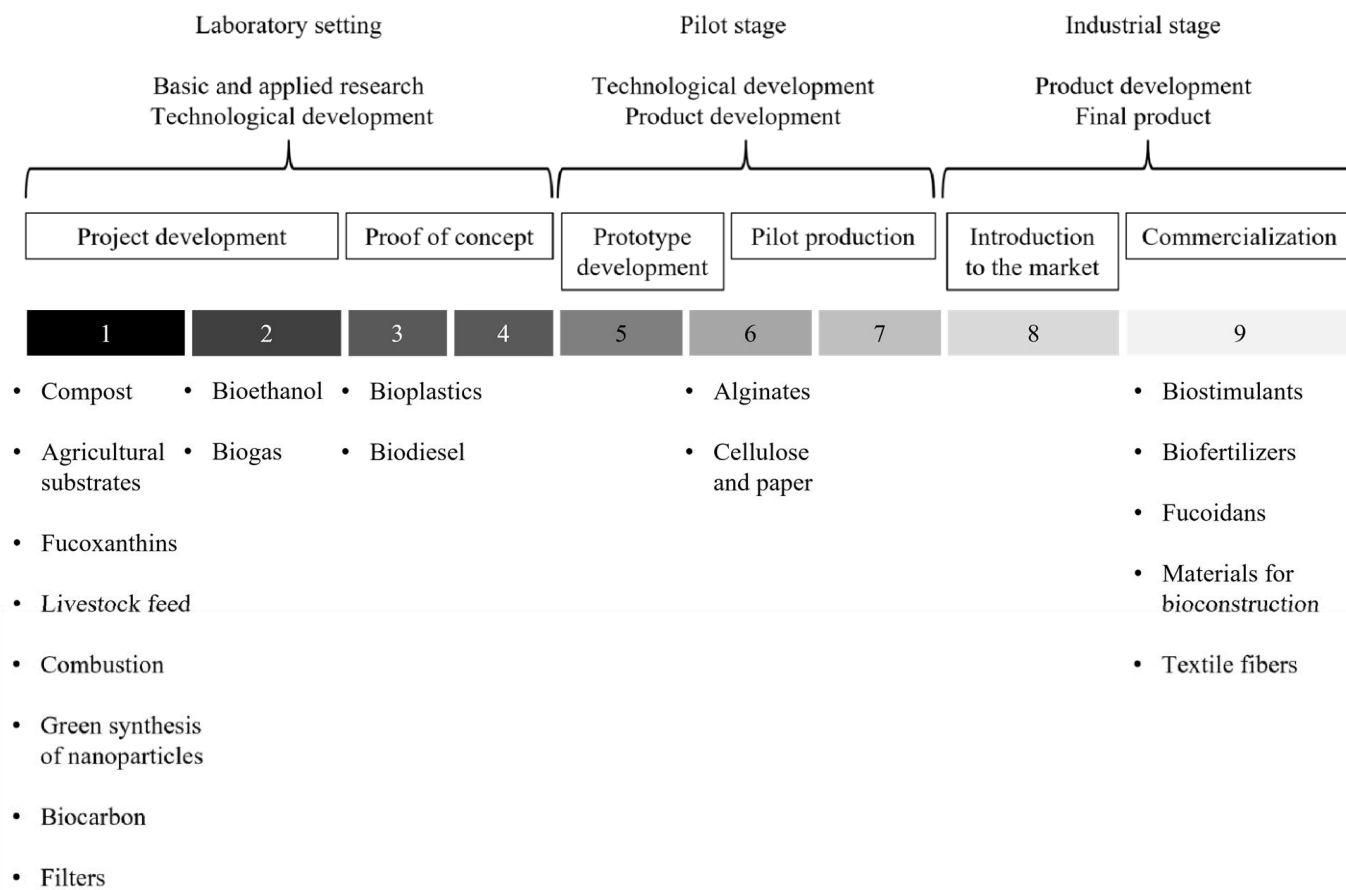 Laboratory setting
Pilot stage
Industrial stage
Basic and applied research
Technological development
Technological development
Product development
Product development
Final product
Project development
Proof of concept
Prototype
development
Pilot production
Introduction
to the market
Commercialization
1 2 3 4 5 6 7 8 9
• Compost
• Agricultural
substrates
• Fucoxanthins
• Livestock feed
• Combustion
• Green synthesis
of nanoparticles
• Biocarbon
• Filters
• Bioethanol
• Biogas
• Bioplastics
• Biodiesel
• Alginates
• Cellulose
and paper
• Biostimulants
• Biofertilizers
• Fucoidans
• Materials for
bioconstruction
• Textile fibers